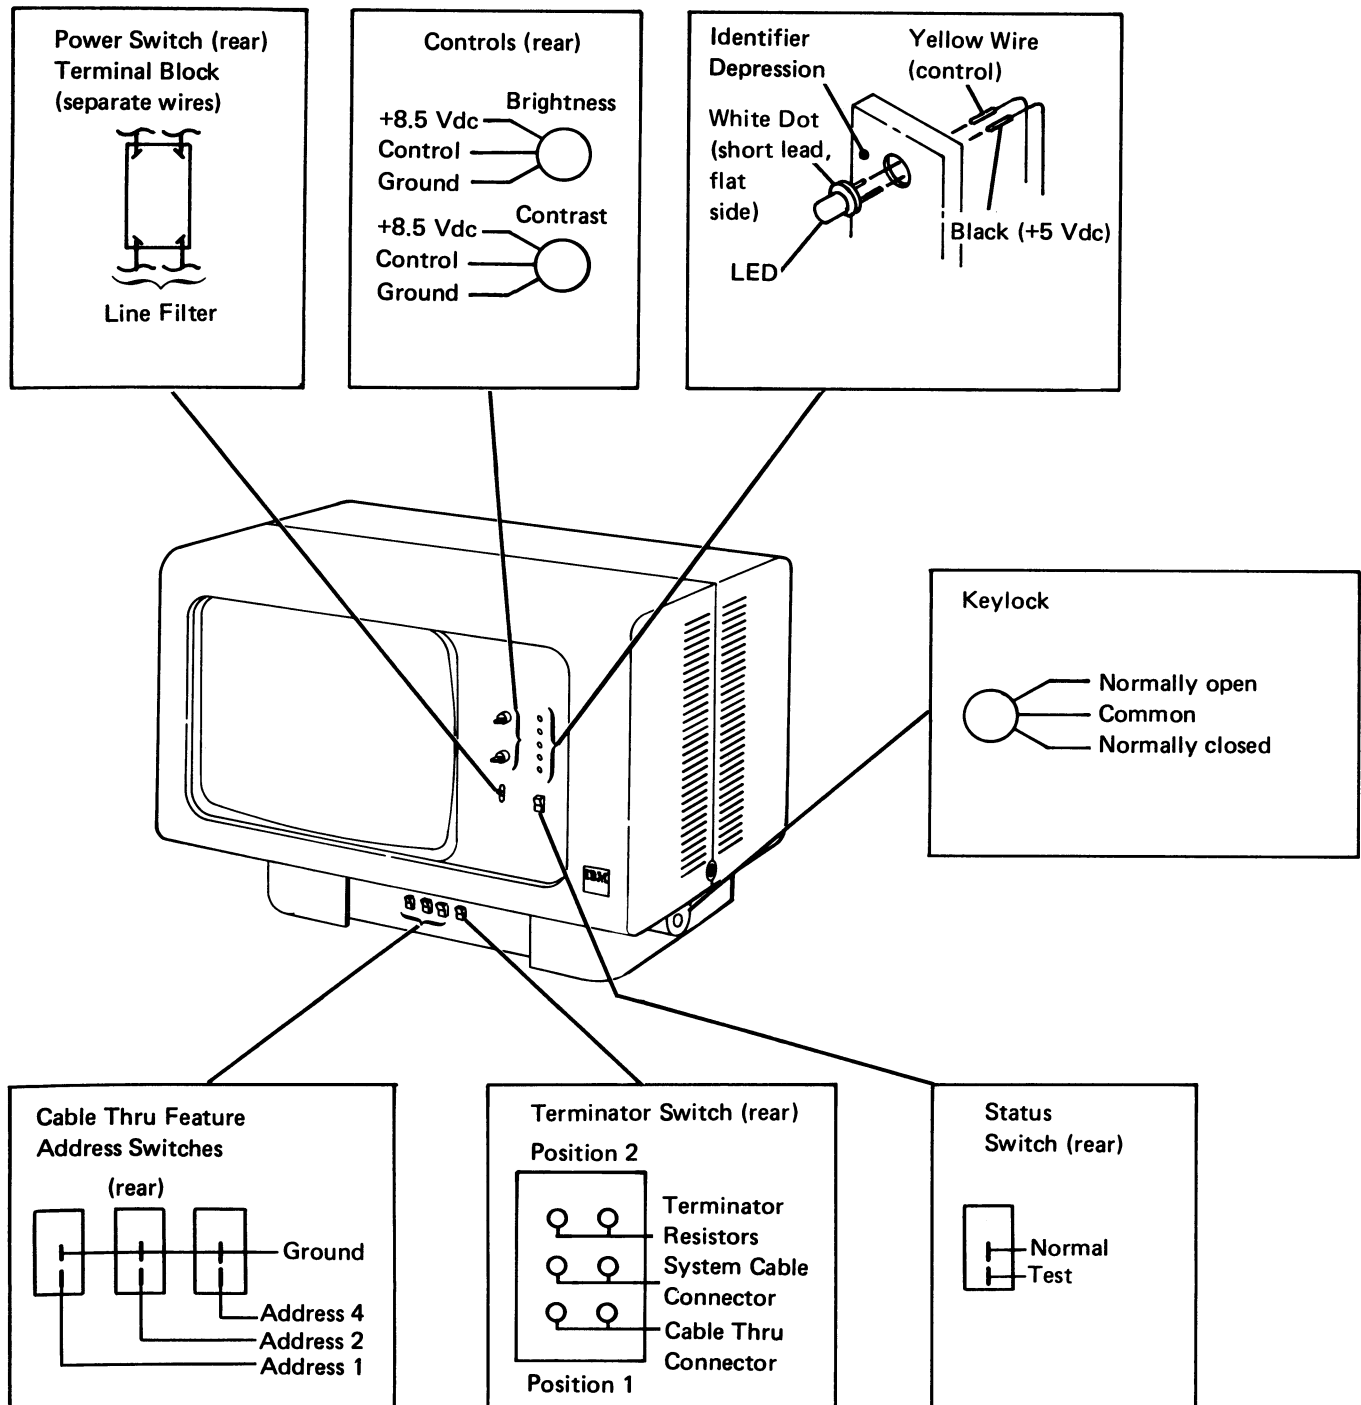 Power Switch (rear)
Terminal Block
(separate wires)
Line Filter
Controls (rear)
Brightness
+8.5 Vdc
Control
Ground
Contrast
+8.5 Vdc
Control
Ground
Identifier
Depression
Yellow Wire
(control)
White Dot
(short lead,
flat
side)
Black (+5 Vdc)
LED
Keylock
Normally open
Common
Normally closed
IBM
Cable Thru Feature
Address Switches
(rear)
Ground
Address 4
Address 2
Address 1
Terminator Switch (rear)
Position 2
Terminator
Resistors
System Cable
Connector
Cable Thru
Connector
Position 1
Status
Switch (rear)
Normal
Test